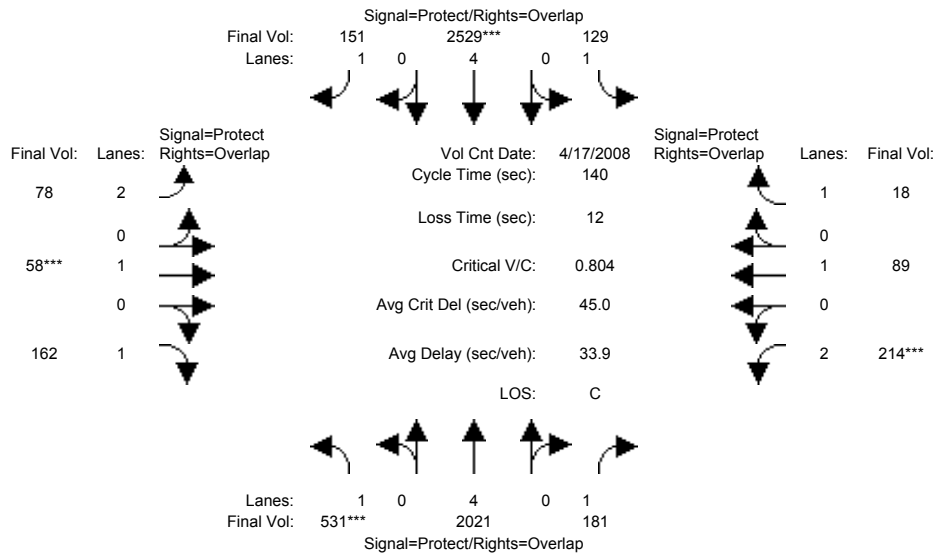 Signal=Protect/Rights=Overlap
Final Vol: 151 2529*** 129
Lanes: 1 0 4 0 1
Signal=Protect Signal=Protect
Final Vol: Lanes: Rights=Overlap Vol Cnt Date: 4/17/2008 Rights=Overlap Lanes: Final Vol:
Cycle Time (sec): 140
78 2 1 18
Loss Time (sec): 12
0 0
58*** 1 Critical V/C: 0.804 1 89
0 Avg Crit Del (sec/veh): 45.0 0
162 1 Avg Delay (sec/veh): 33.9 2 214***
LOS: C
Lanes: 1 0 4 0 1
Final Vol: 531*** 2021 181
Signal=Protect/Rights=Overlap